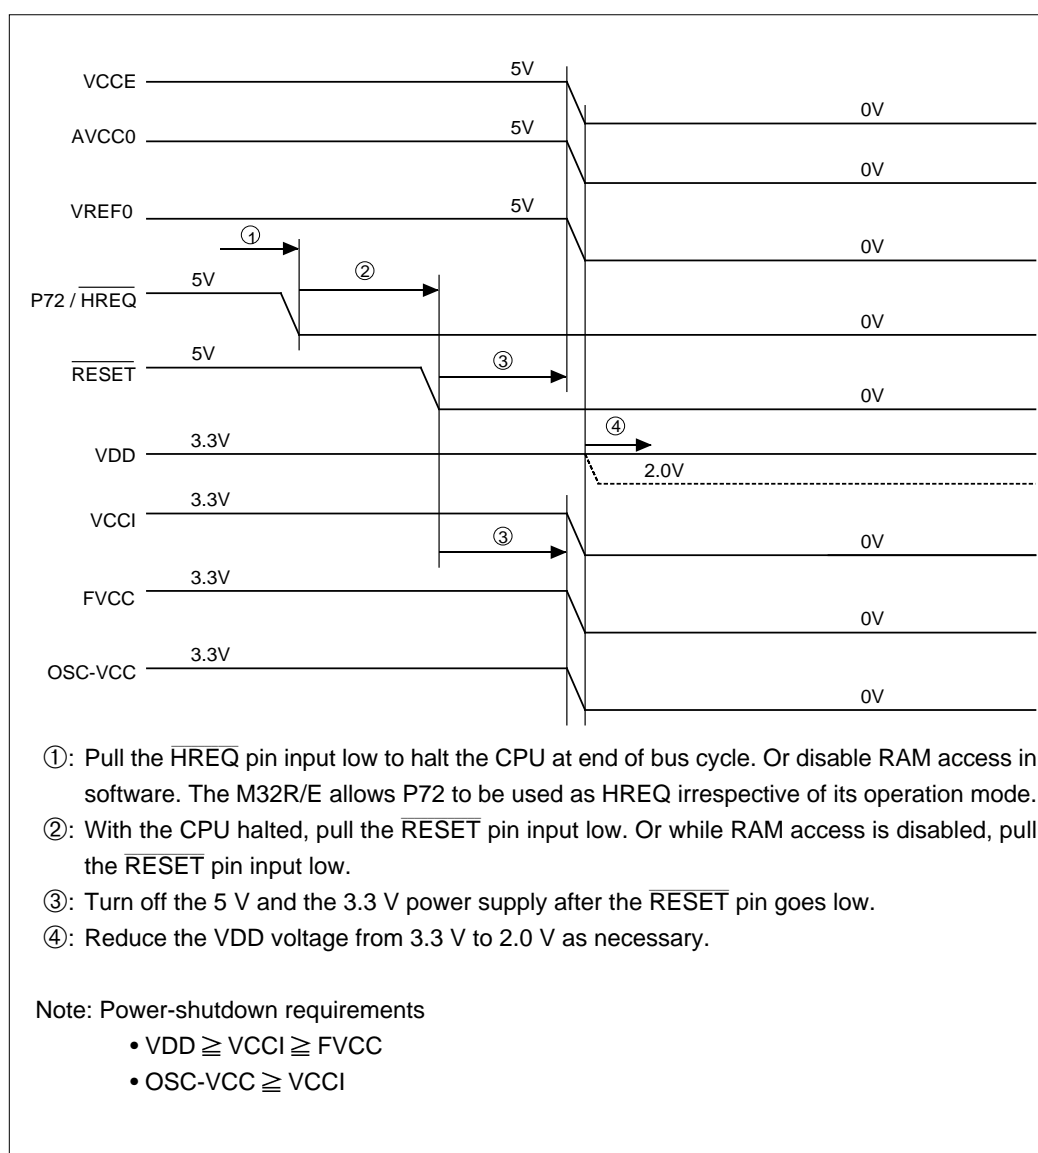 VCCE 5V 0V
AVCC0 5V 0V
VREF0 5V 0V
① ②
P72 / H̅R̅E̅Q̅ 5V 0V
R̅E̅S̅E̅T̅ 5V ③ 0V
④
VDD 3.3V 2.0V
VCCI 3.3V 0V
③
FVCC 3.3V 0V
OSC-VCC 3.3V 0V
①: Pull the H̅R̅E̅Q̅ pin input low to halt the CPU at end of bus cycle. Or disable RAM access in
software. The M32R/E allows P72 to be used as HREQ irrespective of its operation mode.
②: With the CPU halted, pull the R̅E̅S̅E̅T̅ pin input low. Or while RAM access is disabled, pull
the R̅E̅S̅E̅T̅ pin input low.
③: Turn off the 5 V and the 3.3 V power supply after the R̅E̅S̅E̅T̅ pin goes low.
④: Reduce the VDD voltage from 3.3 V to 2.0 V as necessary.
Note: Power-shutdown requirements
• VDD ≧ VCCI ≧ FVCC
• OSC-VCC ≧ VCCI